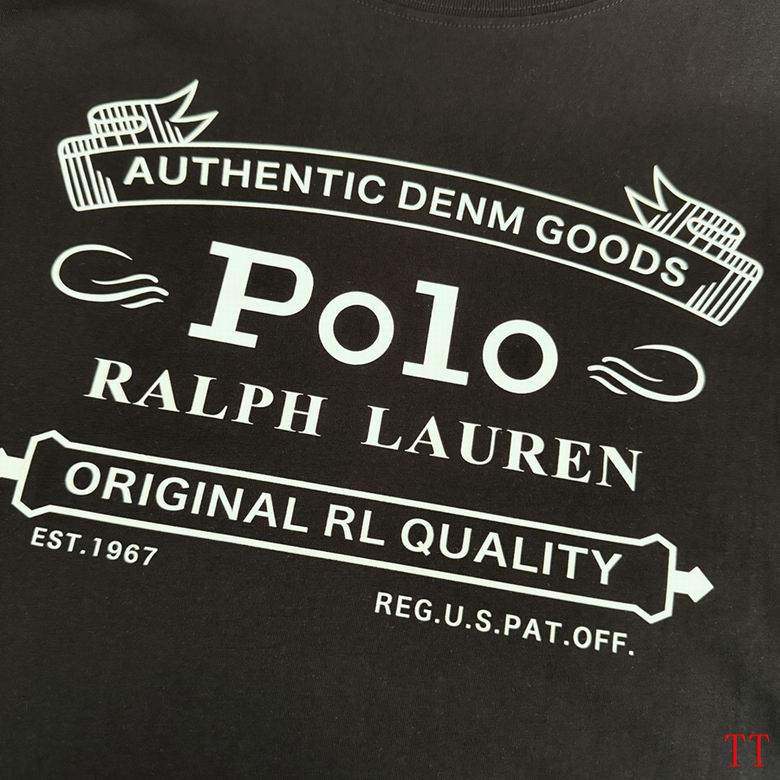 AUTHENTIC DENM GOODS
Polo
RALPH LAUREN
ORIGINAL RL QUALITY
EST.1967
REG.U.S.PAT.OFF.
TT